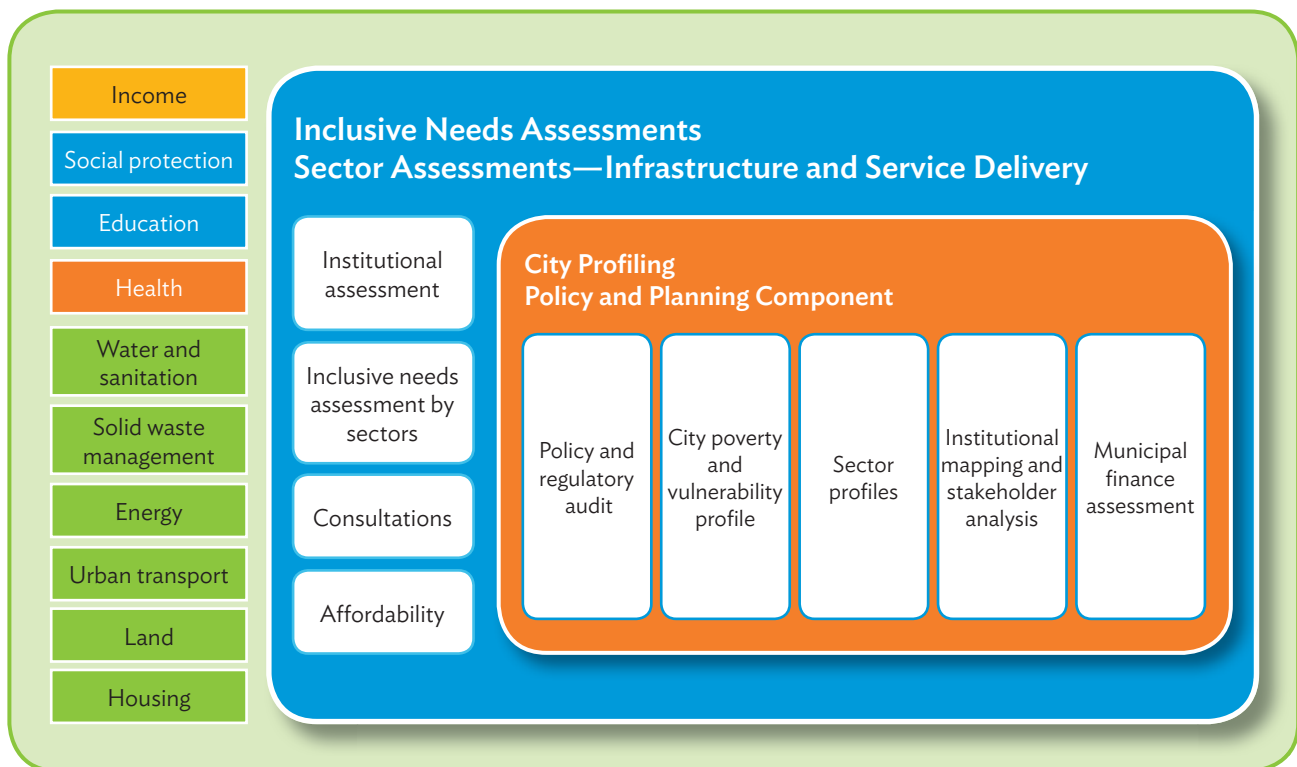 Income
Social protection
Education
Health
Water and
sanitation
Solid waste
management
Energy
Urban transport
Land
Housing
Inclusive Needs Assessments
Sector Assessments—Infrastructure and Service Delivery
Institutional
assessment
Inclusive needs
assessment by
sectors
Consultations
Affordability
City Profiling
Policy and Planning Component
Policy and
regulatory
audit
City poverty
and
vulnerability
profile
Sector
profiles
Institutional
mapping and
stakeholder
analysis
Municipal
finance
assessment